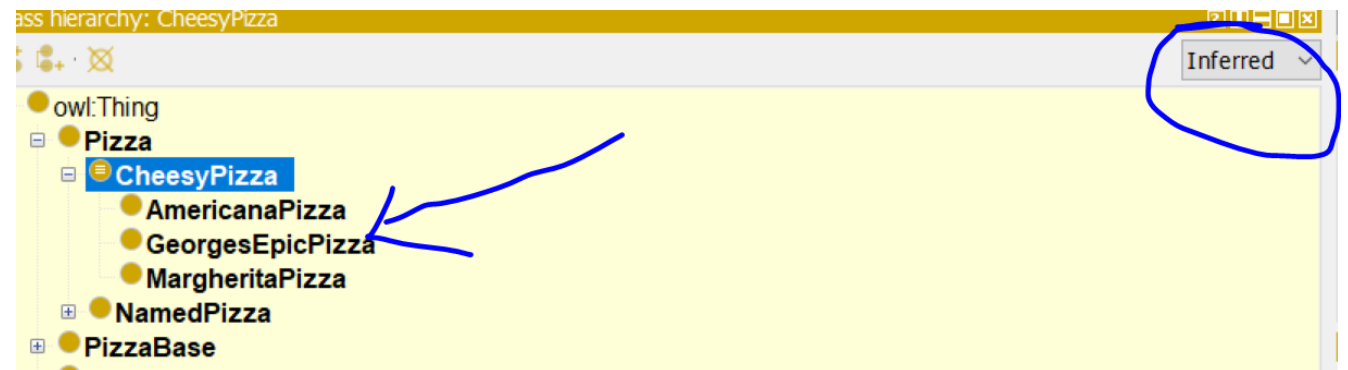 ass hierarchy: CheesyPizza
Inferred
owl:Thing
Pizza
CheesyPizza
AmericanaPizza
GeorgesEpicPizza
MargheritaPizza
NamedPizza
PizzaBase